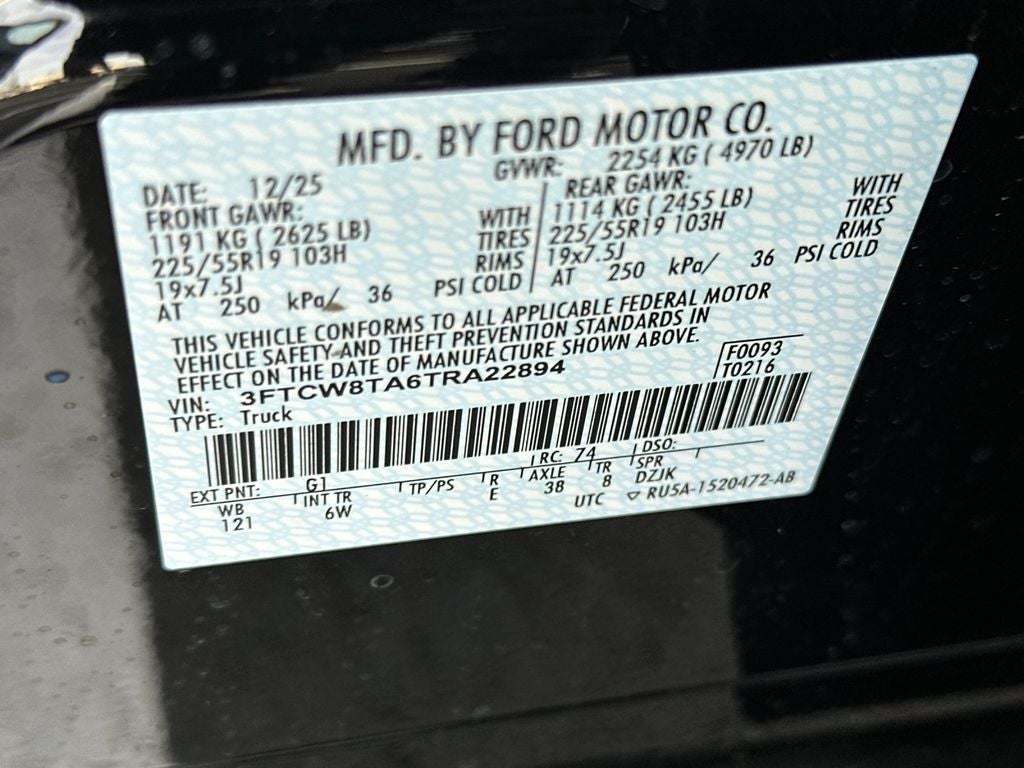 MFD. BY FORD MOTOR CO.
DATE: 12/25 GVWR: 2254 KG ( 4970 LB)
FRONT GAWR: REAR GAWR:
1191 KG ( 2625 LB) WITH 1114 KG ( 2455 LB) WITH
225/55R19 103H TIRES 225/55R19 103H TIRES
19x7.5J RIMS 19x7.5J RIMS
AT 250 kPa/ 36 PSI COLD AT 250 kPa/ 36 PSI COLD
THIS VEHICLE CONFORMS TO ALL APPLICABLE FEDERAL MOTOR
VEHICLE SAFETY AND THEFT PREVENTION STANDARDS IN
EFFECT ON THE DATE OF MANUFACTURE SHOWN ABOVE.
VIN: 3FTCW8TA6TRA22894 F0093
TYPE: Truck T0216
EXT PNT: G1 RC: 74 DSO:
WB INT TR TP/PS R AXLE TR SPR
121 6W E 38 8 DZJK
UTC ▽ RU5A-1520472-AB